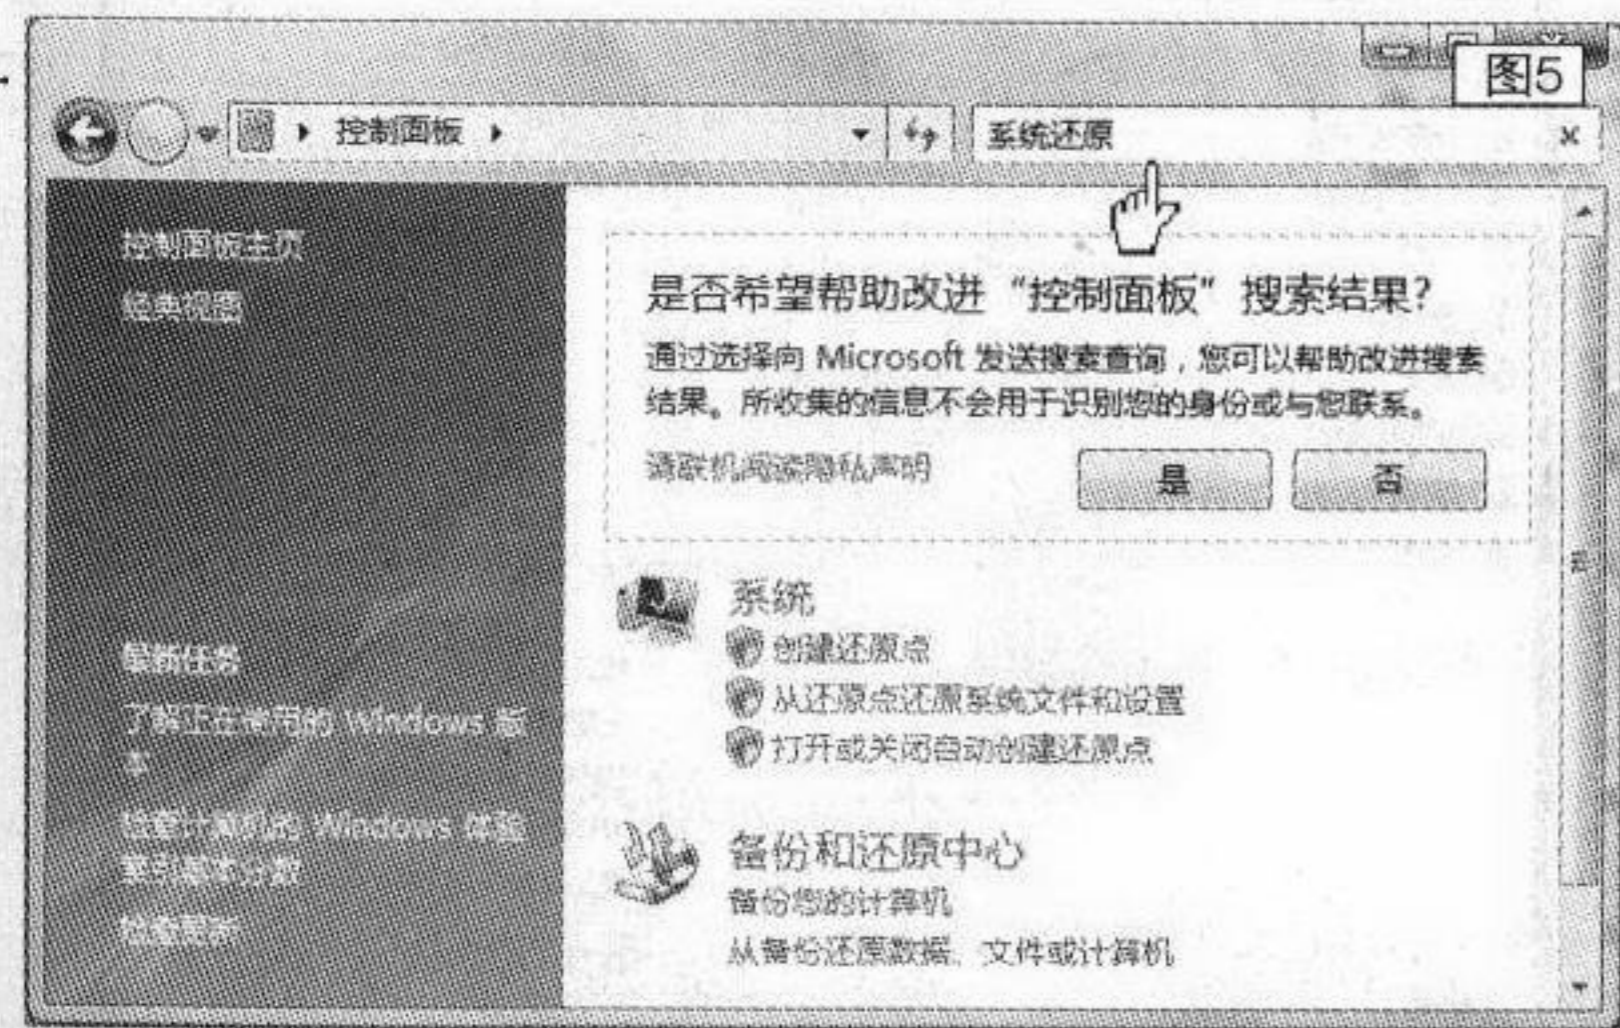 图5
控制面板
系统还原
控制面板主页
经典视图
是否希望帮助改进“控制面板”搜索结果?
通过选择向 Microsoft 发送搜索查询，您可以帮助改进搜索
结果。所收集的信息不会用于识别您的身份或与您联系。
请联机阅读隐私声明
是
否
系统
创建还原点
从还原点还原系统文件和设置
打开或关闭自动创建还原点
备份和还原中心
备份您的计算机
从备份还原数据、文件或计算机
最新任务
了解正在使用的 Windows 版
本
检查计算机的 Windows 体验
索引基本分数
检查更新